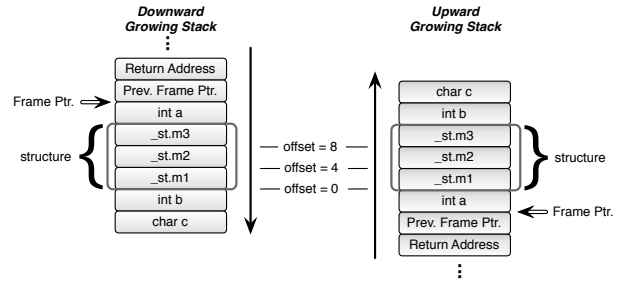 Downward
Growing Stack
⋮
Return Address
Prev. Frame Ptr.
Frame Ptr.
int a
_st.m3
structure
_st.m2
_st.m1
int b
char c
offset = 8
offset = 4
offset = 0
Upward
Growing Stack
char c
int b
_st.m3
_st.m2
structure
_st.m1
int a
Frame Ptr.
Prev. Frame Ptr.
Return Address
⋮